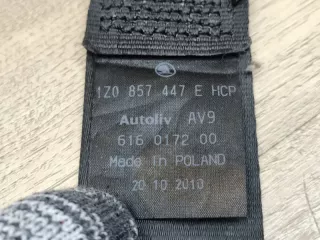 1Z0 857 447 E HCP
Autoliv AV9
616 0172 00
Made in POLAND
20 10 2010